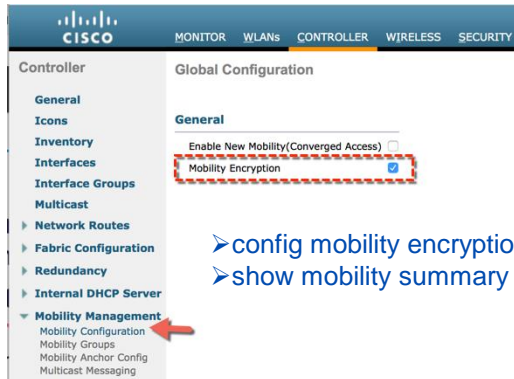 CISCO
MONITOR WLANs CONTROLLER WIRELESS SECURITY
Controller
General
Icons
Inventory
Interfaces
Interface Groups
Multicast
Network Routes
Fabric Configuration
Redundancy
Internal DHCP Server
Mobility Management
Mobility Configuration
Mobility Groups
Mobility Anchor Config
Multicast Messaging
Global Configuration
General
Enable New Mobility(Converged Access)
Mobility Encryption
➢config mobility encryptio
➢show mobility summary